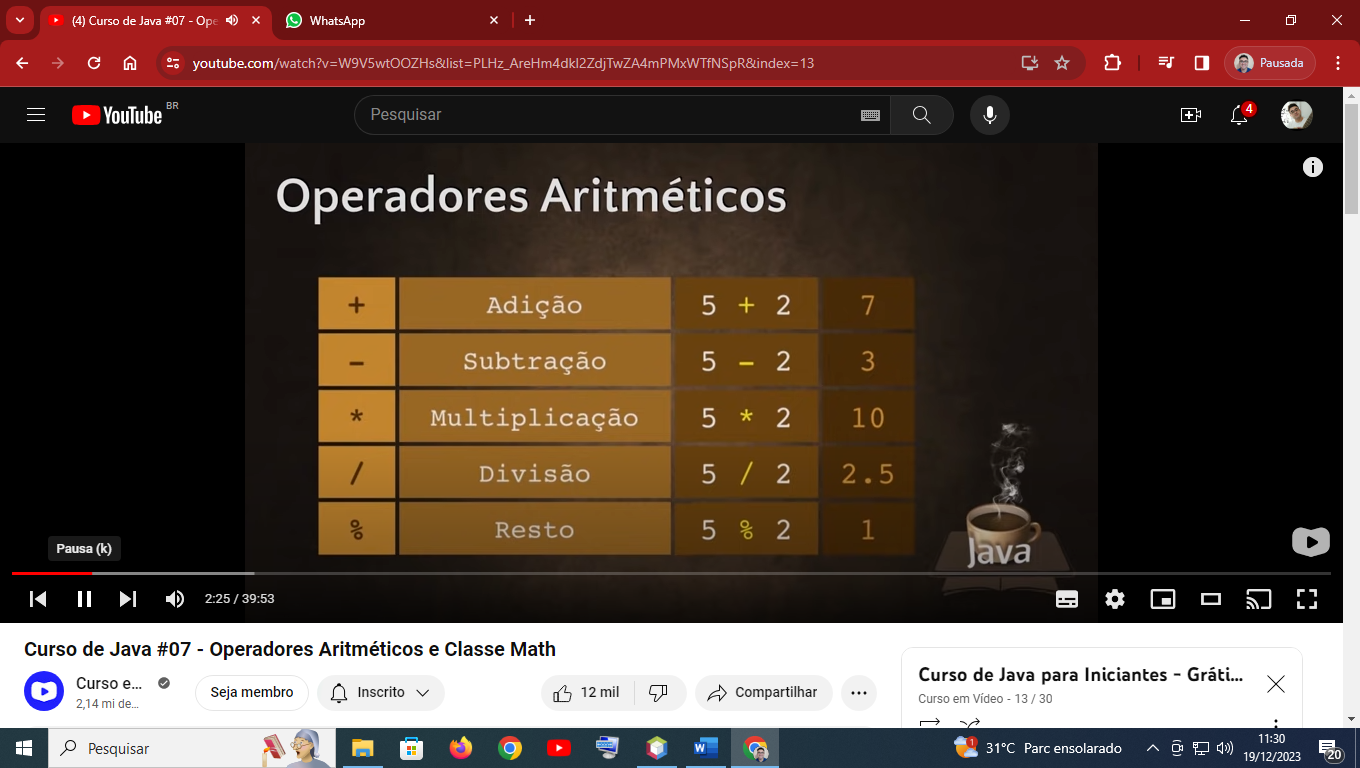 (4) Curso de Java #07 - Ope
WhatsApp
youtube.com/watch?v=W9V5wtOOZHs&list=PLHz_AreHm4dkI2ZdjTwZA4mPMxWTfNSpR&index=13
Pausada
YouTube BR
Pesquisar
4
Operadores Aritméticos
+ Adição 5 + 2 7
- Subtração 5 - 2 3
* Multiplicação 5 * 2 10
/ Divisão 5 / 2 2.5
% Resto 5 % 2 1
Java
Pausa (k)
2:25 / 39:53
Curso de Java #07 - Operadores Aritméticos e Classe Math
Curso e...
2,14 mi de...
Seja membro
Inscrito
12 mil
Compartilhar
Curso de Java para Iniciantes - Gráti...
Curso em Vídeo - 13 / 30
Pesquisar
1
31°C Parc ensolarado
11:30
19/12/2023
20